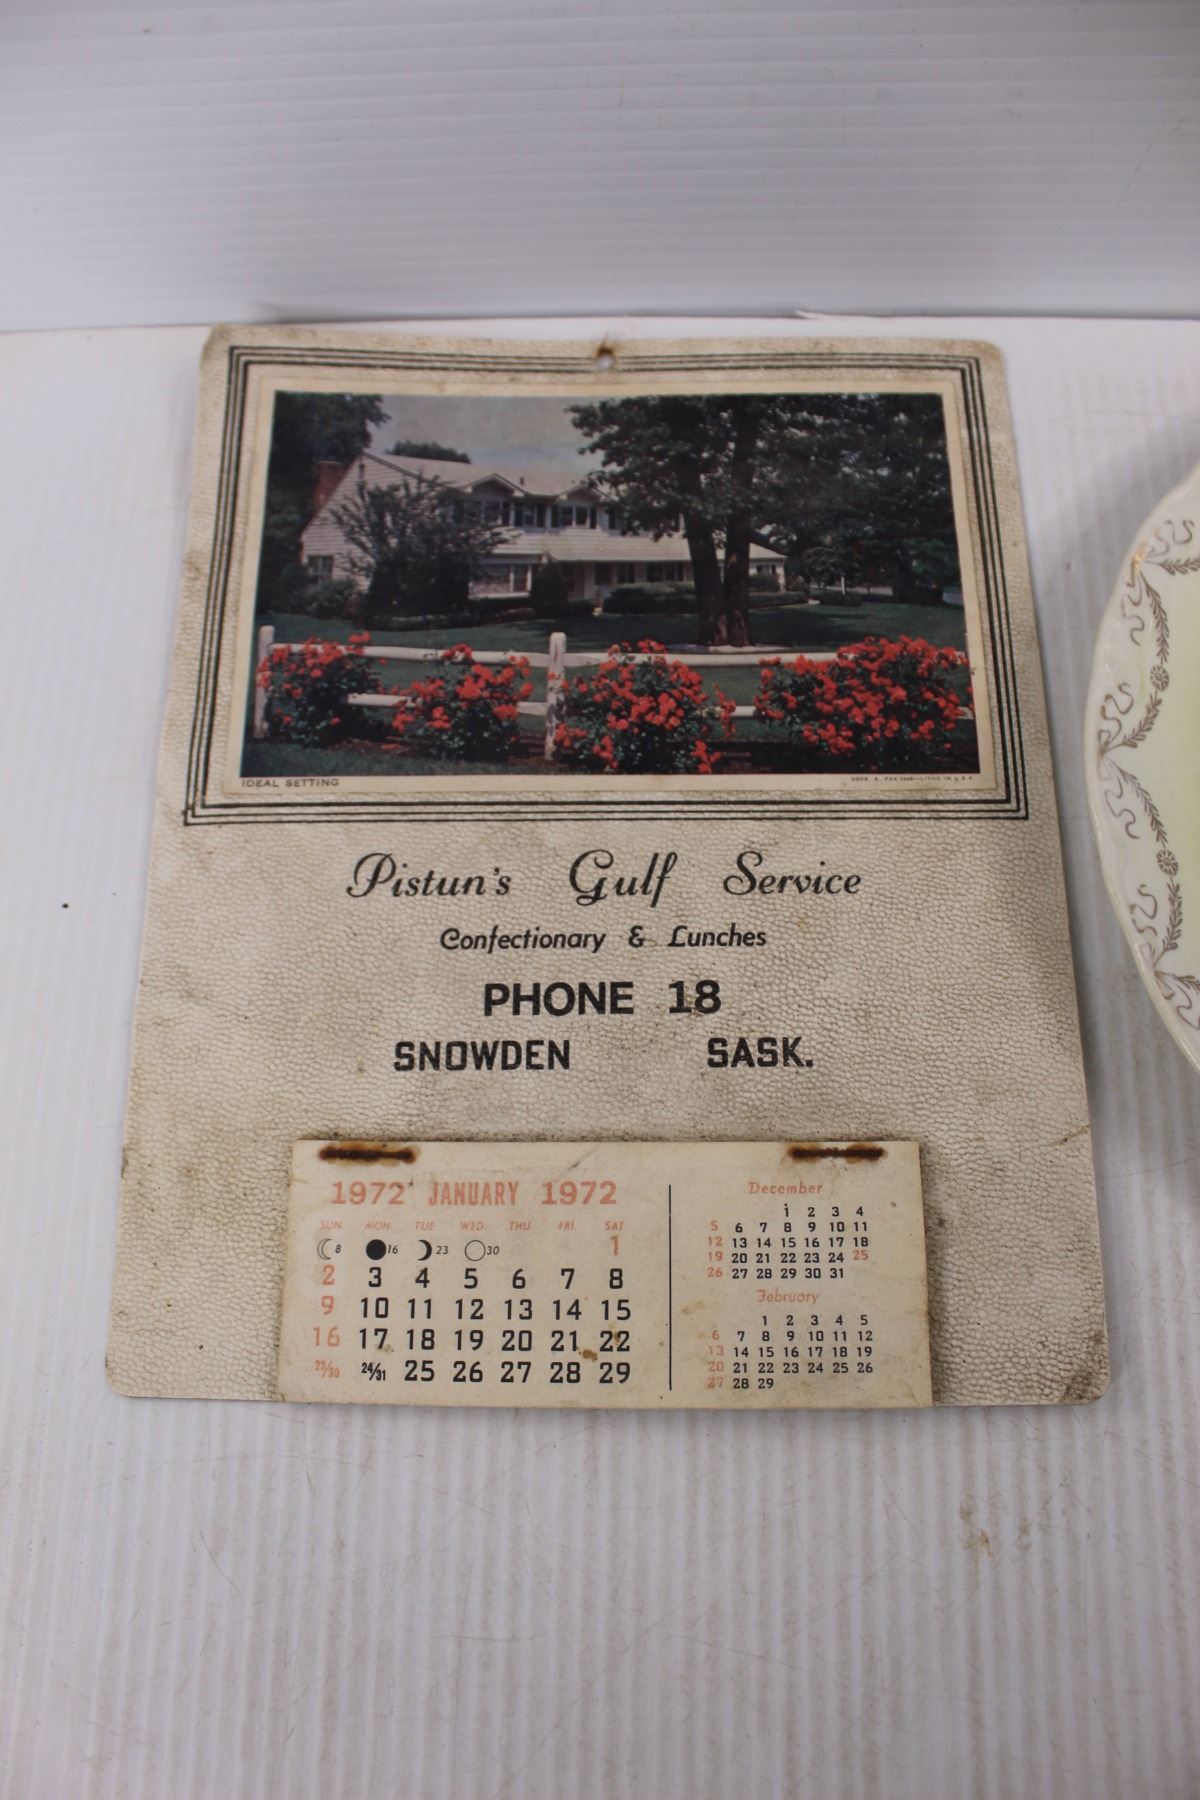 IDEAL SETTING
Pistun's Gulf Service
Confectionary & Lunches
PHONE 18
SNOWDEN SASK.
1972 JANUARY 1972
SUN. MON. TUE. WED. THU. FRI. SAT.
8 16 23 30 1
2 3 4 5 6 7 8
9 10 11 12 13 14 15
16 17 18 19 20 21 22
23/30 24/31 25 26 27 28 29
December
1 2 3 4
5 6 7 8 9 10 11
12 13 14 15 16 17 18
19 20 21 22 23 24 25
26 27 28 29 30 31
February
1 2 3 4 5
6 7 8 9 10 11 12
13 14 15 16 17 18 19
20 21 22 23 24 25 26
27 28 29